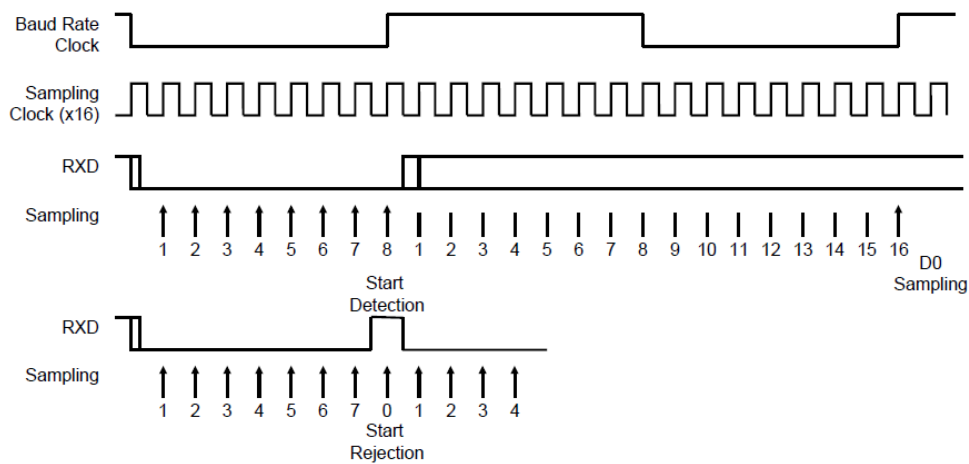 Baud Rate
Clock
Sampling
Clock (x16)
RXD
Sampling
1 2 3 4 5 6 7 8 1 2 3 4 5 6 7 8 9 10 11 12 13 14 15 16
D0
Sampling
Start
Detection
RXD
Sampling
1 2 3 4 5 6 7 0 1 2 3 4
Start
Rejection